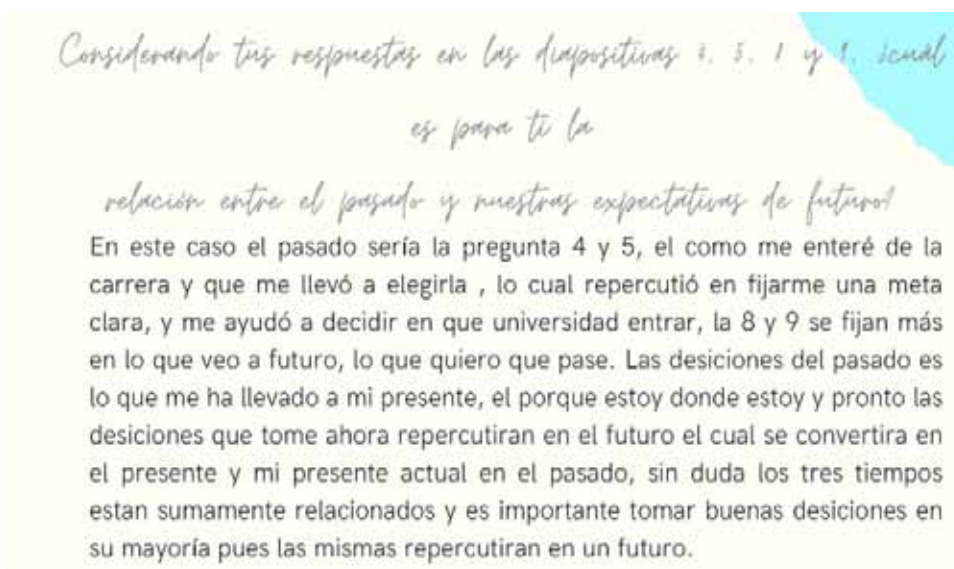 Considerando tus respuestas en las diapositivas 4, 5, 8 y 9, ¿cuál
es para ti la
relación entre el pasado y nuestras expectativas de futuro?
En este caso el pasado sería la pregunta 4 y 5, el como me enteré de la
carrera y que me llevó a elegirla , lo cual repercutió en fijarme una meta
clara, y me ayudó a decidir en que universidad entrar, la 8 y 9 se fijan más
en lo que veo a futuro, lo que quiero que pase. Las desiciones del pasado es
lo que me ha llevado a mi presente, el porque estoy donde estoy y pronto las
desiciones que tome ahora repercutiran en el futuro el cual se convertira en
el presente y mi presente actual en el pasado, sin duda los tres tiempos
estan sumamente relacionados y es importante tomar buenas desiciones en
su mayoría pues las mismas repercutiran en un futuro.